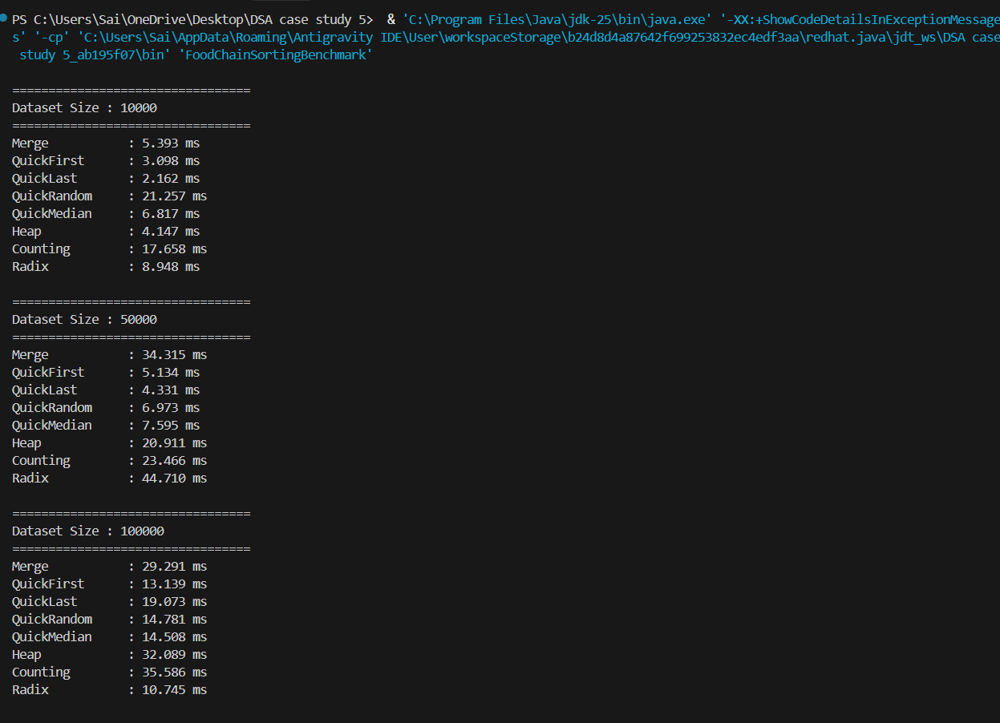 PS C:\Users\Sai\OneDrive\Desktop\DSA case study 5>  & 'C:\Program Files\Java\jdk-25\bin\java.exe' '-XX:+ShowCodeDetailsInExceptionMessage
s' '-cp' 'C:\Users\Sai\AppData\Roaming\Antigravity IDE\User\workspaceStorage\b24d8d4a87642f699253832ec4edf3aa\redhat.java\jdt_ws\DSA case
study 5_ab195f07\bin' 'FoodChainSortingBenchmark'
=================================
Dataset Size : 10000
=================================
Merge           : 5.393 ms
QuickFirst      : 3.098 ms
QuickLast       : 2.162 ms
QuickRandom     : 21.257 ms
QuickMedian     : 6.817 ms
Heap            : 4.147 ms
Counting        : 17.658 ms
Radix           : 8.948 ms
=================================
Dataset Size : 50000
=================================
Merge           : 34.315 ms
QuickFirst      : 5.134 ms
QuickLast       : 4.331 ms
QuickRandom     : 6.973 ms
QuickMedian     : 7.595 ms
Heap            : 20.911 ms
Counting        : 23.466 ms
Radix           : 44.710 ms
=================================
Dataset Size : 100000
=================================
Merge           : 29.291 ms
QuickFirst      : 13.139 ms
QuickLast       : 19.073 ms
QuickRandom     : 14.781 ms
QuickMedian     : 14.508 ms
Heap            : 32.089 ms
Counting        : 35.586 ms
Radix           : 10.745 ms